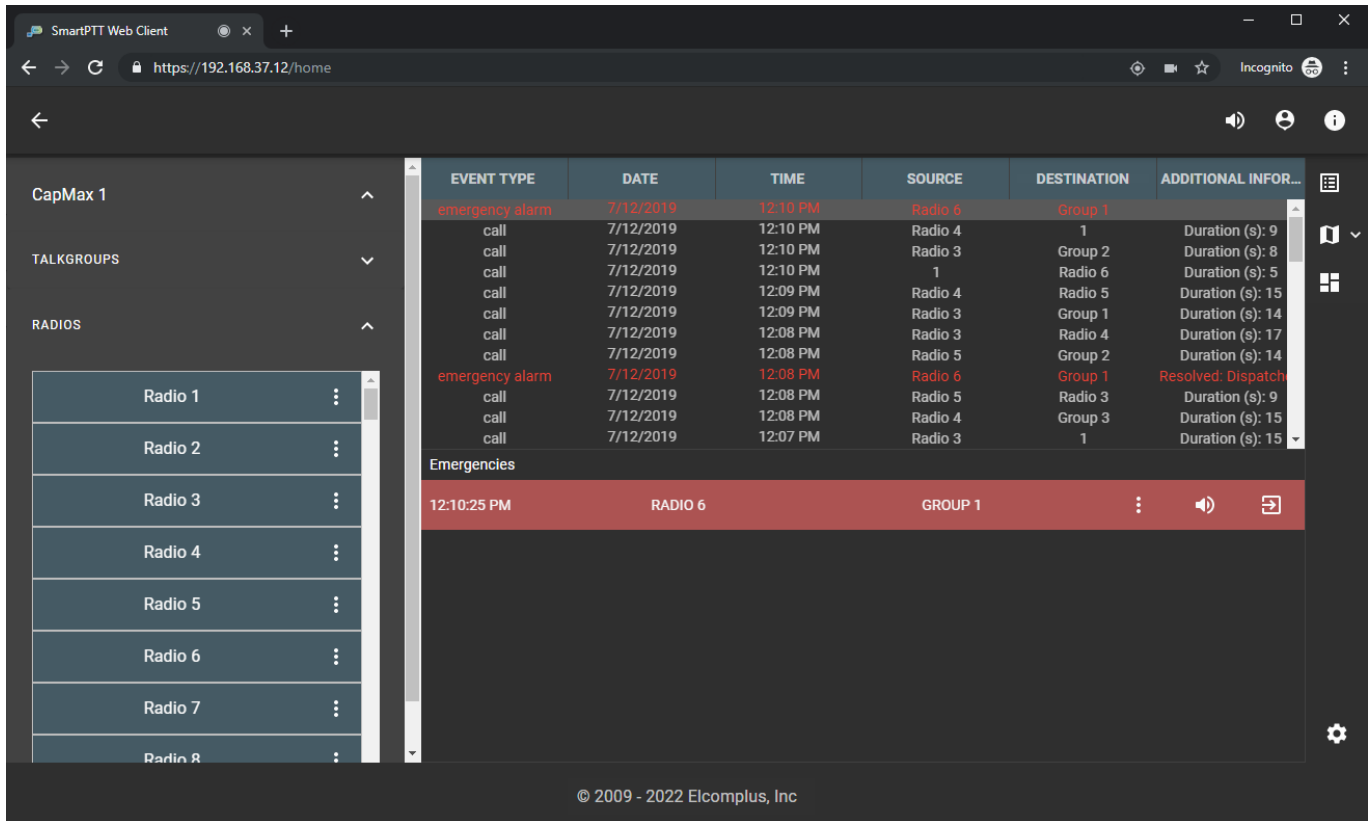 SmartPTT Web Client
https://192.168.37.12/home
Incognito
CapMax 1
TALKGROUPS
RADIOS
Radio 1
Radio 2
Radio 3
Radio 4
Radio 5
Radio 6
Radio 7
Radio 8
EVENT TYPE DATE TIME SOURCE DESTINATION ADDITIONAL INFOR...
emergency alarm 7/12/2019 12:10 PM Radio 6 Group 1
call 7/12/2019 12:10 PM Radio 4 1 Duration (s): 9
call 7/12/2019 12:10 PM Radio 3 Group 2 Duration (s): 8
call 7/12/2019 12:10 PM 1 Radio 6 Duration (s): 5
call 7/12/2019 12:09 PM Radio 4 Radio 5 Duration (s): 15
call 7/12/2019 12:09 PM Radio 3 Group 1 Duration (s): 14
call 7/12/2019 12:08 PM Radio 3 Radio 4 Duration (s): 17
call 7/12/2019 12:08 PM Radio 5 Group 2 Duration (s): 14
emergency alarm 7/12/2019 12:08 PM Radio 6 Group 1 Resolved: Dispatche
call 7/12/2019 12:08 PM Radio 5 Radio 3 Duration (s): 9
call 7/12/2019 12:08 PM Radio 4 Group 3 Duration (s): 15
call 7/12/2019 12:07 PM Radio 3 1 Duration (s): 15
Emergencies
12:10:25 PM RADIO 6 GROUP 1
© 2009 - 2022 Elcomplus, Inc